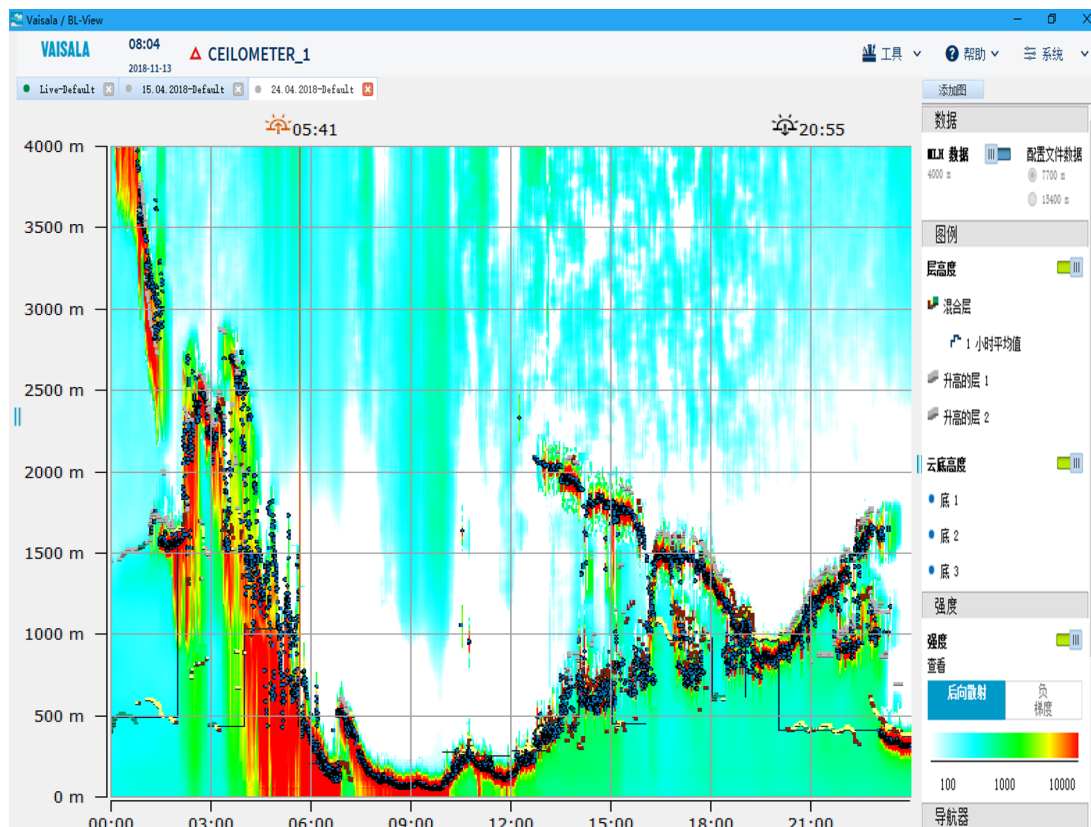 Vaisala / BL-View
VAISALA
08:04
2018-11-13
CEILOMETER_1
工具
帮助
系统
Live-Default
15.04.2018-Default
24.04.2018-Default
添加图
05:41
20:55
4000 m
3500 m
3000 m
2500 m
2000 m
1500 m
1000 m
500 m
0 m
00:00
03:00
06:00
09:00
12:00
15:00
18:00
21:00
数据
MLH 数据
4000 m
配置文件数据
7700 m
15400 m
图例
层高度
混合层
1 小时平均值
升高的层 1
升高的层 2
云底高度
底 1
底 2
底 3
强度
强度
查看
后向散射
负
梯度
100
1000
10000
导航器